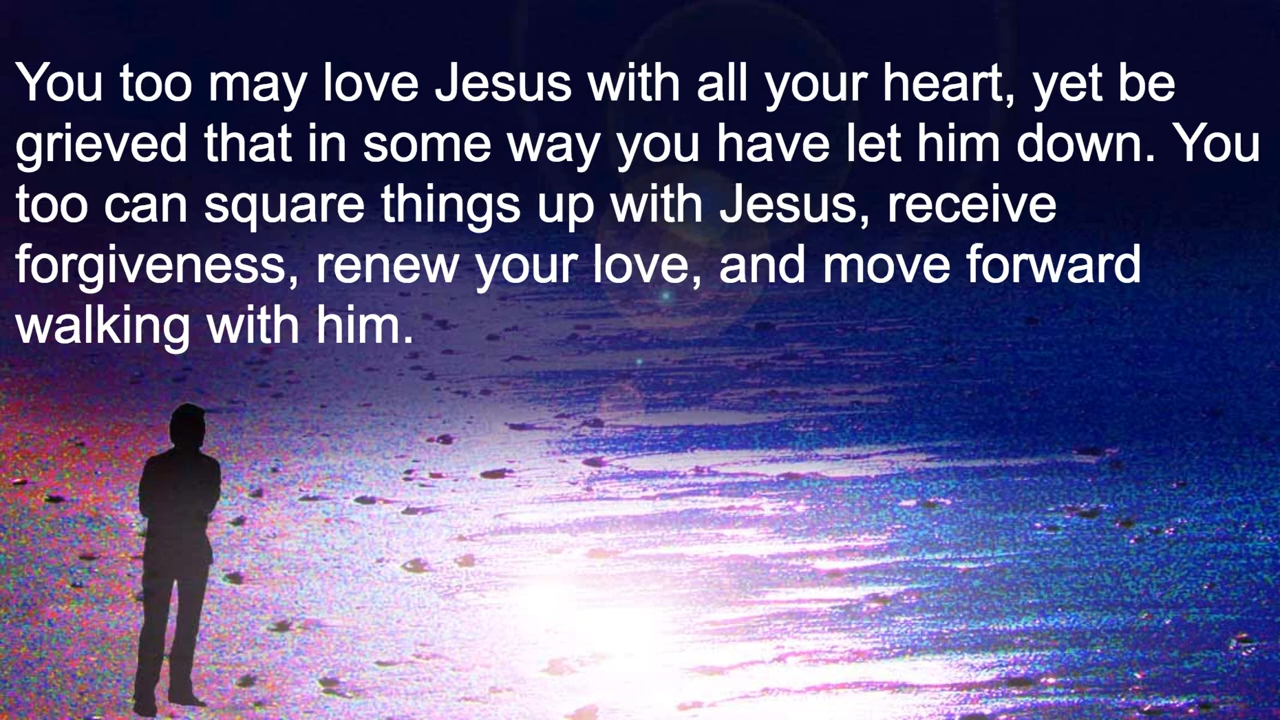 You too may love Jesus with all your heart, yet be
grieved that in some way you have let him down. You
too can square things up with Jesus, receive
forgiveness, renew your love, and move forward
walking with him.